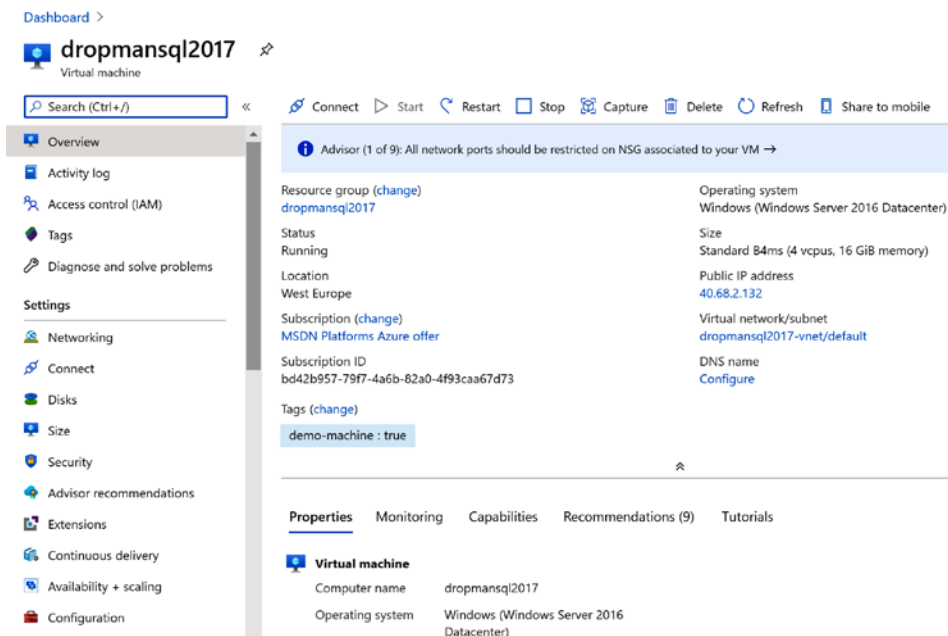 Dashboard >
dropmansql2017
Virtual machine
Search (Ctrl+/)
«
Overview
Activity log
Access control (IAM)
Tags
Diagnose and solve problems
Settings
Networking
Connect
Disks
Size
Security
Advisor recommendations
Extensions
Continuous delivery
Availability + scaling
Configuration
Connect Start Restart Stop Capture Delete Refresh Share to mobile
Advisor (1 of 9): All network ports should be restricted on NSG associated to your VM →
Resource group (change)
dropmansql2017
Status
Running
Location
West Europe
Subscription (change)
MSDN Platforms Azure offer
Subscription ID
bd42b957-79f7-4a6b-82a0-4f93caa67d73
Tags (change)
demo-machine : true
Operating system
Windows (Windows Server 2016 Datacenter)
Size
Standard B4ms (4 vcpus, 16 GiB memory)
Public IP address
40.68.2.132
Virtual network/subnet
dropmansql2017-vnet/default
DNS name
Configure
Properties Monitoring Capabilities Recommendations (9) Tutorials
Virtual machine
Computer name dropmansql2017
Operating system Windows (Windows Server 2016
Datacenter)